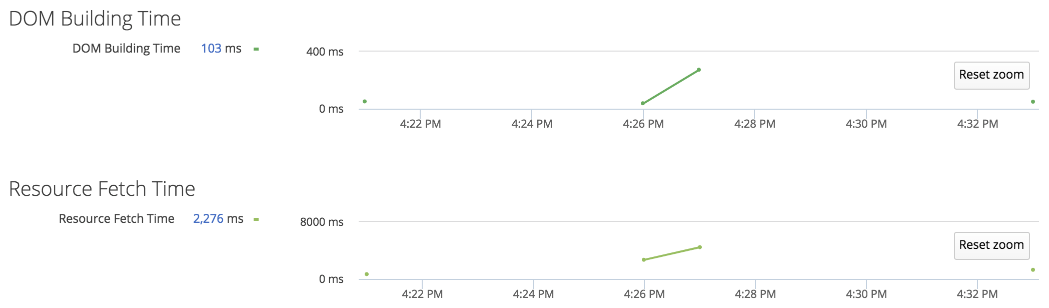 DOM Building Time
DOM Building Time 103 ms
400 ms
Reset zoom
0 ms
4:22 PM 4:24 PM 4:26 PM 4:28 PM 4:30 PM 4:32 PM
Resource Fetch Time
Resource Fetch Time 2,276 ms
8000 ms
Reset zoom
0 ms
4:22 PM 4:24 PM 4:26 PM 4:28 PM 4:30 PM 4:32 PM